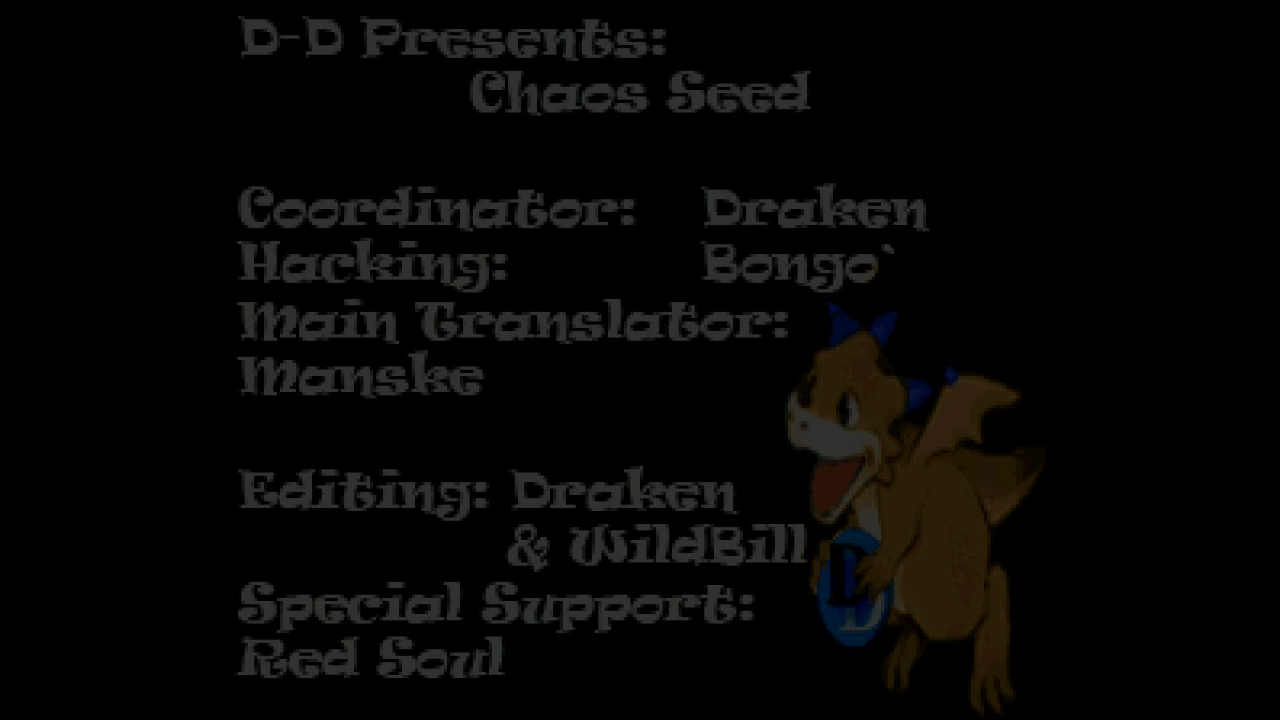 D-D Presents:
Chaos Seed
Coordinator: Draken
Hacking: Bongo`
Main Translator:
Manske
Editing: Draken
& WildBill
Special Support:
Red Soul
D
D